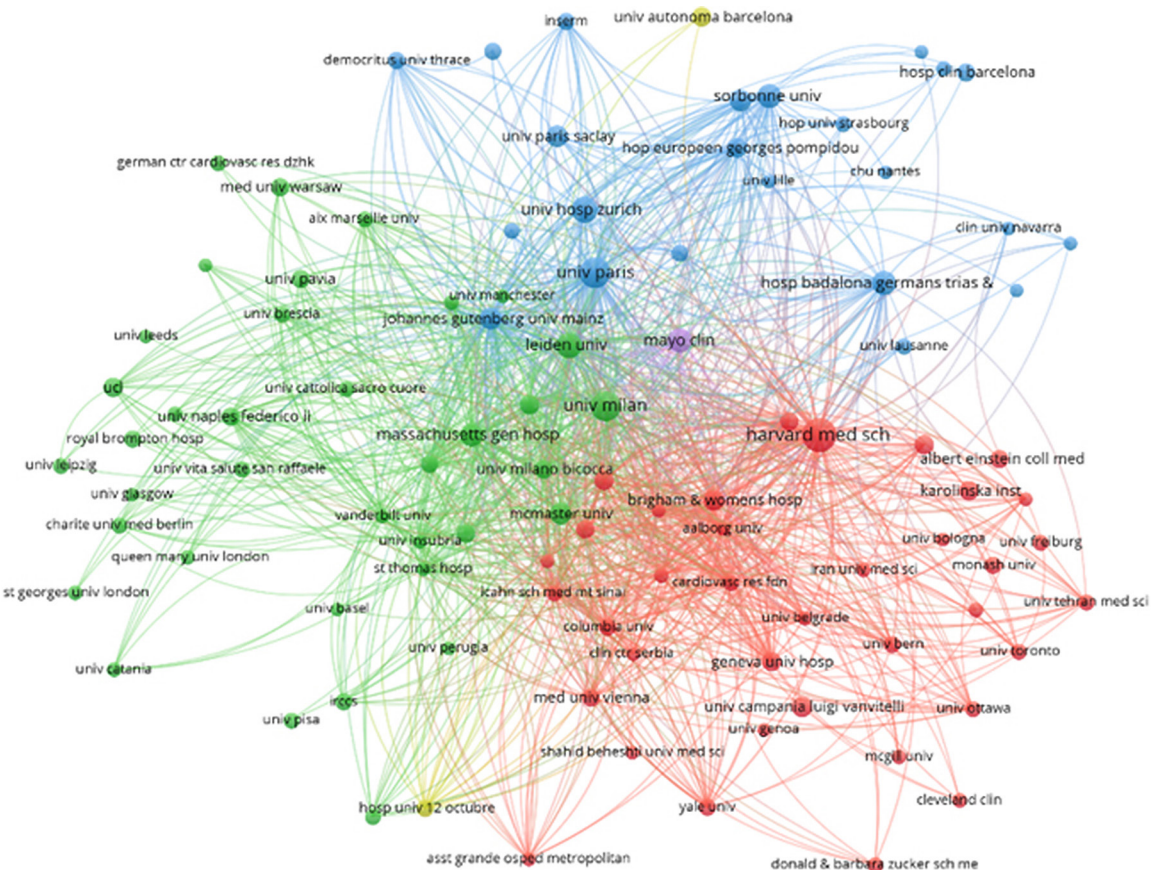 inserm
univ autonoma barcelona
democritus univ thrace
hosp clin barcelona
sorbonne univ
hop univ strasbourg
univ paris saclay
hop europeen georges pompidou
german ctr cardiovasc res dzhk
chu nantes
univ lille
med univ warsaw
univ hosp zurich
aix marseille univ
clin univ navarra
univ paris
univ pavia
hosp badalona germans trias &
univ manchester
univ brescia
johannes gutenberg univ mainz
univ leeds
leiden univ
mayo clin
univ lausanne
ucl
univ cattolica sacro cuore
univ milan
univ naples federico ii
massachusetts gen hosp
harvard med sch
royal brompton hosp
albert einstein coll med
univ leipzig
univ vita salute san raffaele
univ milano bicocca
karolinska inst
univ glasgow
brigham & womens hosp
vanderbilt univ
mcmaster univ
charite univ med berlin
aalborg univ
univ insubria
univ bologna
univ freiburg
queen mary univ london
st thomas hosp
iran univ med sci
monash univ
cardiovasc res fdn
st georges univ london
icahn sch med mt sinai
univ tehran med sci
univ basel
univ belgrade
columbia univ
univ perugia
clin ctr serbia
univ bern
univ toronto
univ catania
geneva univ hosp
irccs
med univ vienna
univ campania luigi vanvitelli
univ ottawa
univ pisa
univ genoa
shahid beheshti univ med sci
mcgill univ
hosp univ 12 octubre
yale univ
cleveland clin
asst grande osped metropolitan
donald & barbara zucker sch me